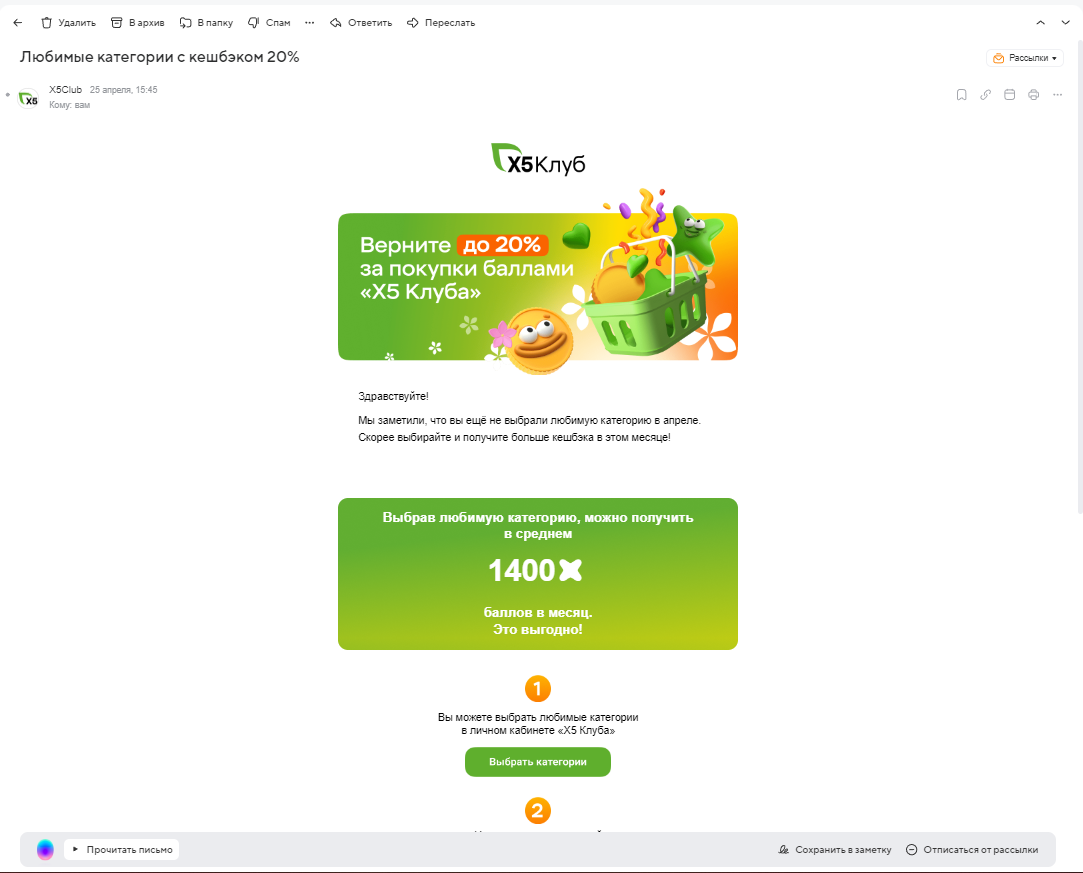 Удалить В архив В папку Спам Ответить Переслать
Любимые категории с кешбэком 20%
Рассылки
X5Club 25 апреля, 15:45
Кому: вам
X5
X5Клуб
Верните до 20%
за покупки баллами
«X5 Клуба»
Здравствуйте!
Мы заметили, что вы ещё не выбрали любимую категорию в апреле.
Скорее выбирайте и получите больше кешбэка в этом месяце!
Выбрав любимую категорию, можно получить
в среднем
1400
баллов в месяц.
Это выгодно!
1
Вы можете выбрать любимые категории
в личном кабинете «X5 Клуба»
Выбрать категории
2
Прочитать письмо
Сохранить в заметку Отписаться от рассылки